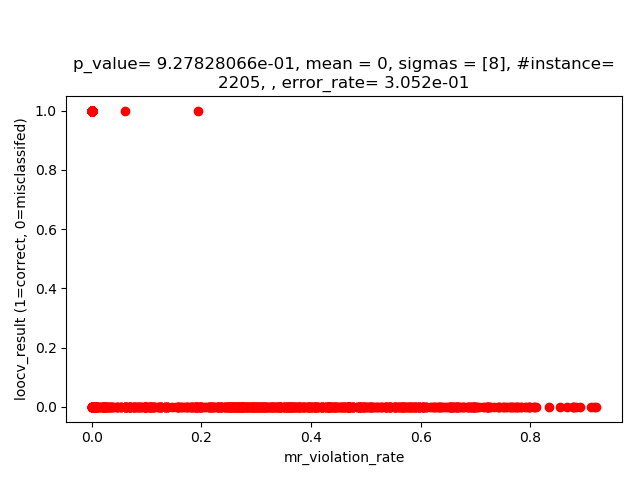 p_value= 9.27828066e-01, mean = 0, sigmas = [8], #instance=
2205, , error_rate= 3.052e-01
1.0
0.8
0.6
0.4
0.2
0.0
loocv_result (1=correct, 0=misclassifed)
0.0 0.2 0.4 0.6 0.8
mr_violation_rate